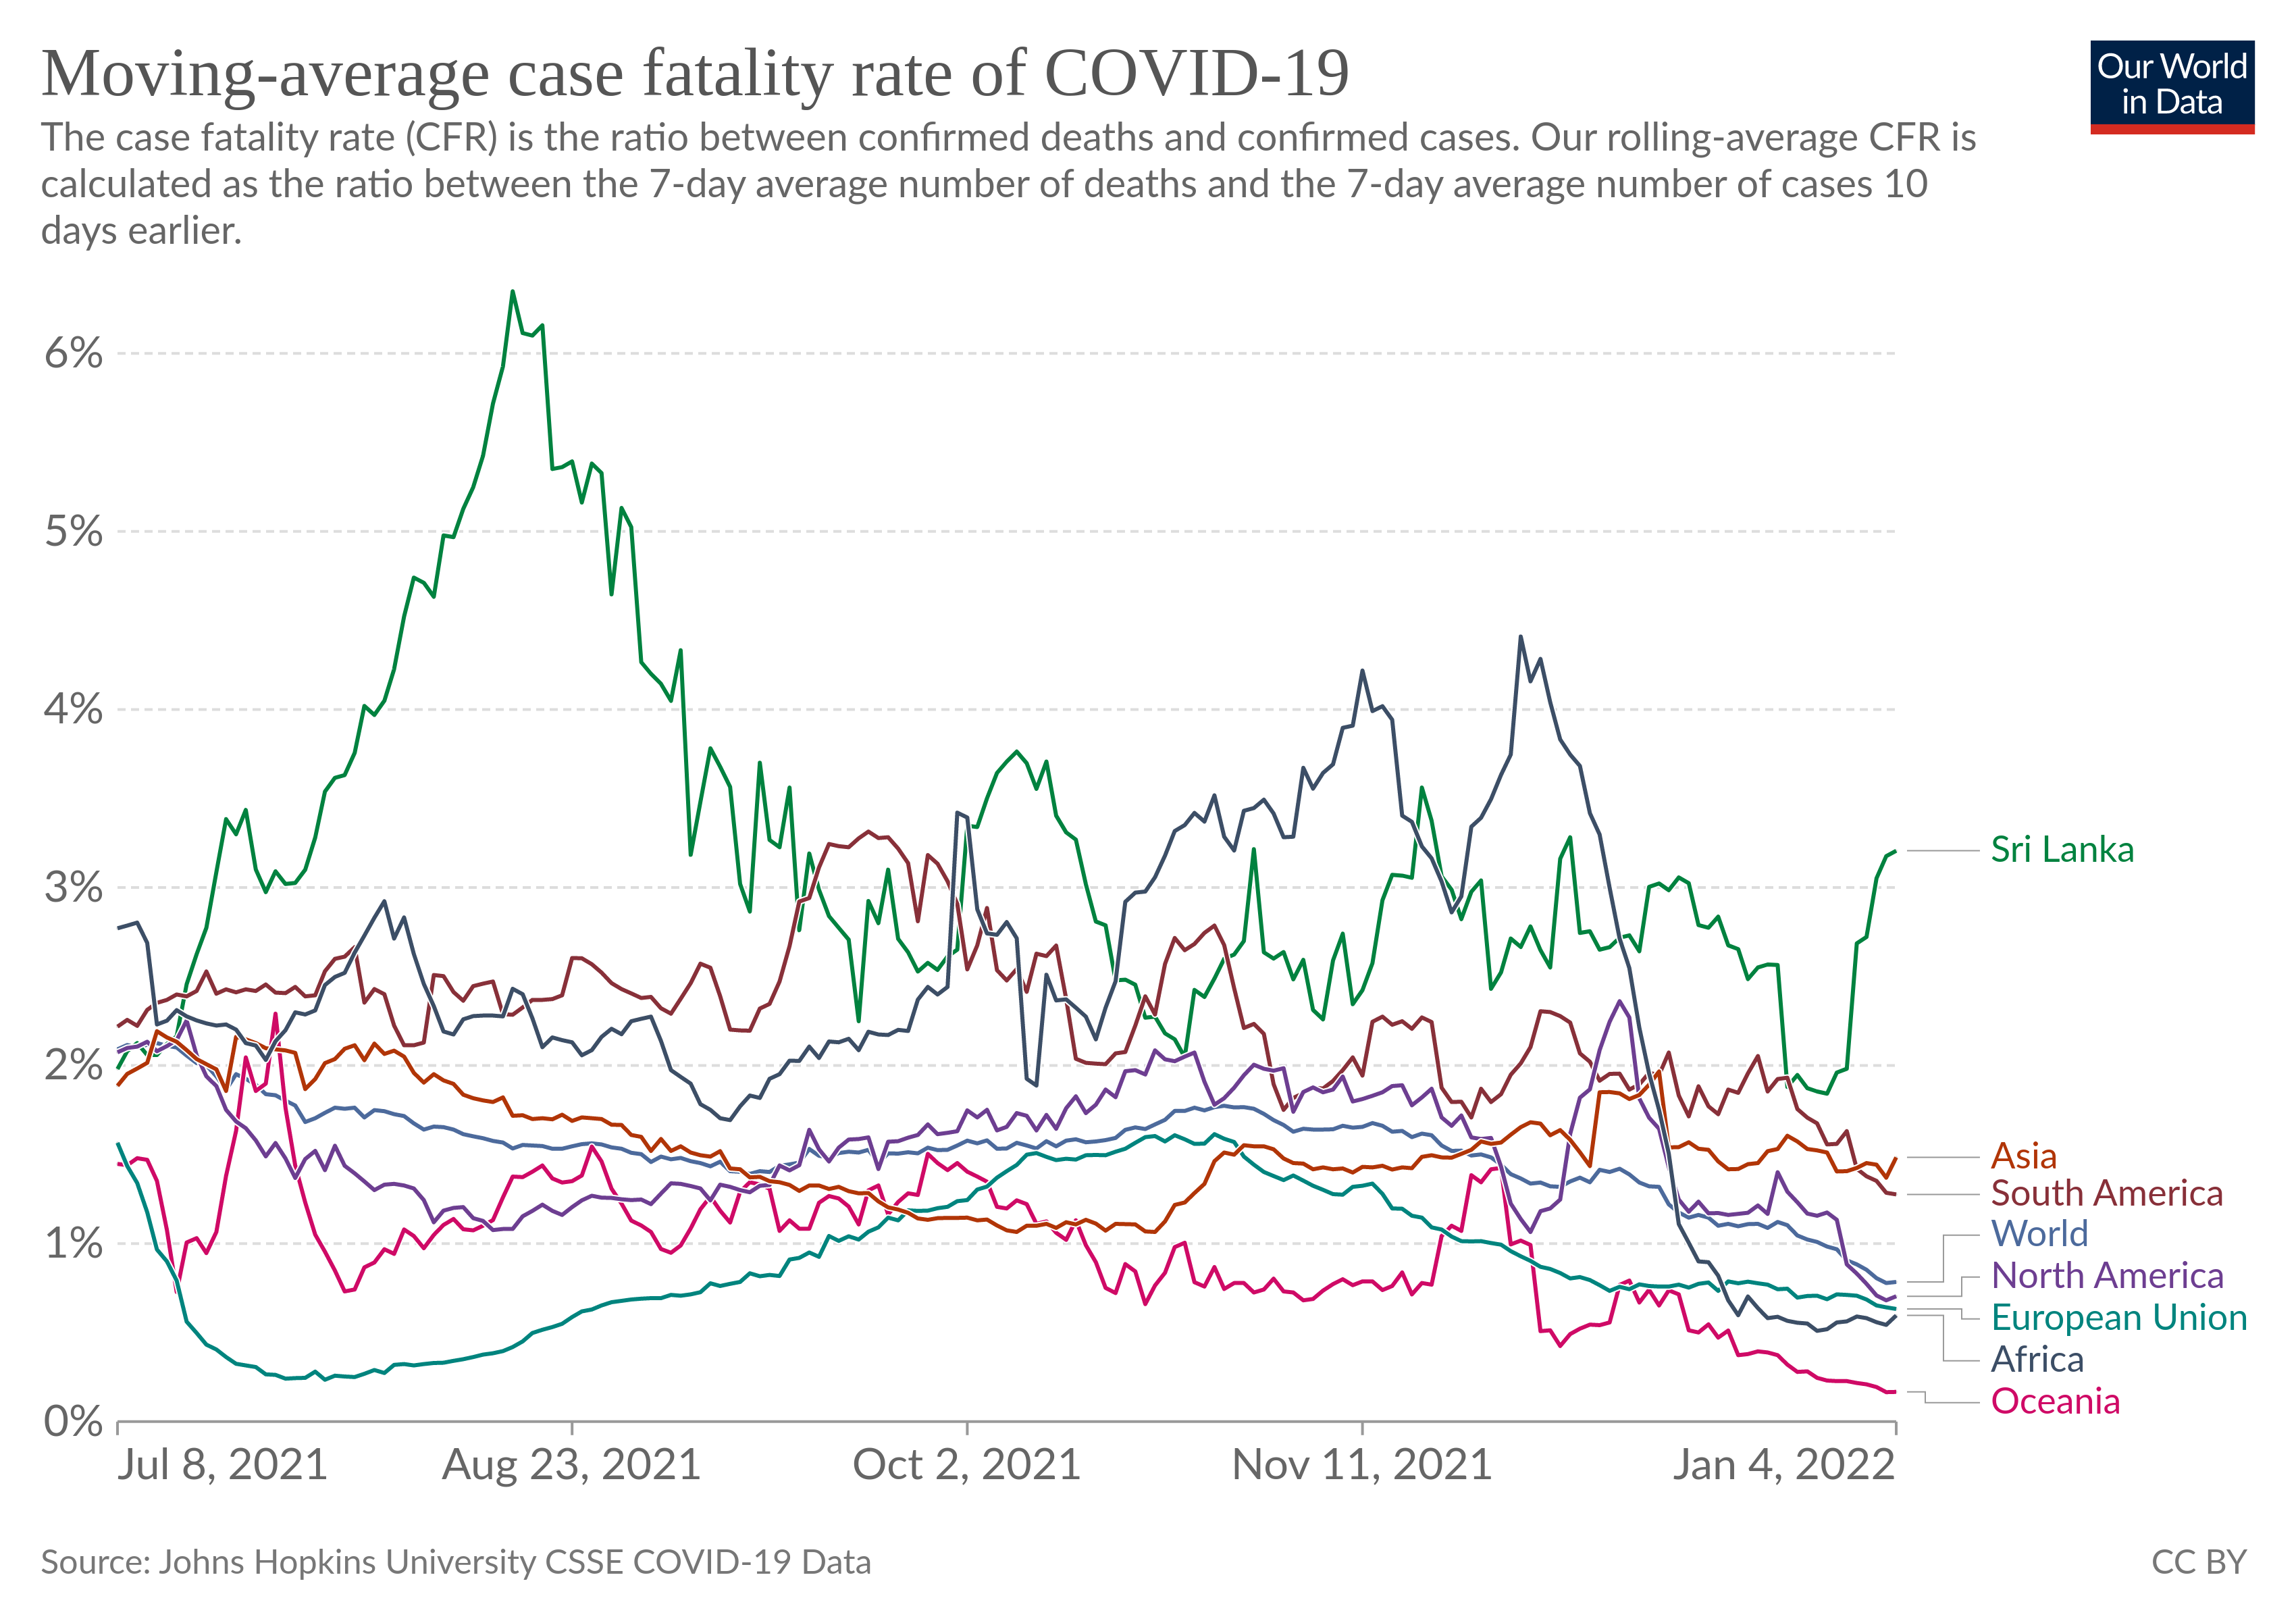 Moving-average case fatality rate of COVID-19
Our World
in Data
The case fatality rate (CFR) is the ratio between confirmed deaths and confirmed cases. Our rolling-average CFR is
calculated as the ratio between the 7-day average number of deaths and the 7-day average number of cases 10
days earlier.
6%
5%
4%
3%
2%
1%
0%
Sri Lanka
Asia
South America
World
North America
European Union
Africa
Oceania
Jul 8, 2021
Aug 23, 2021
Oct 2, 2021
Nov 11, 2021
Jan 4, 2022
Source: Johns Hopkins University CSSE COVID-19 Data
CC BY